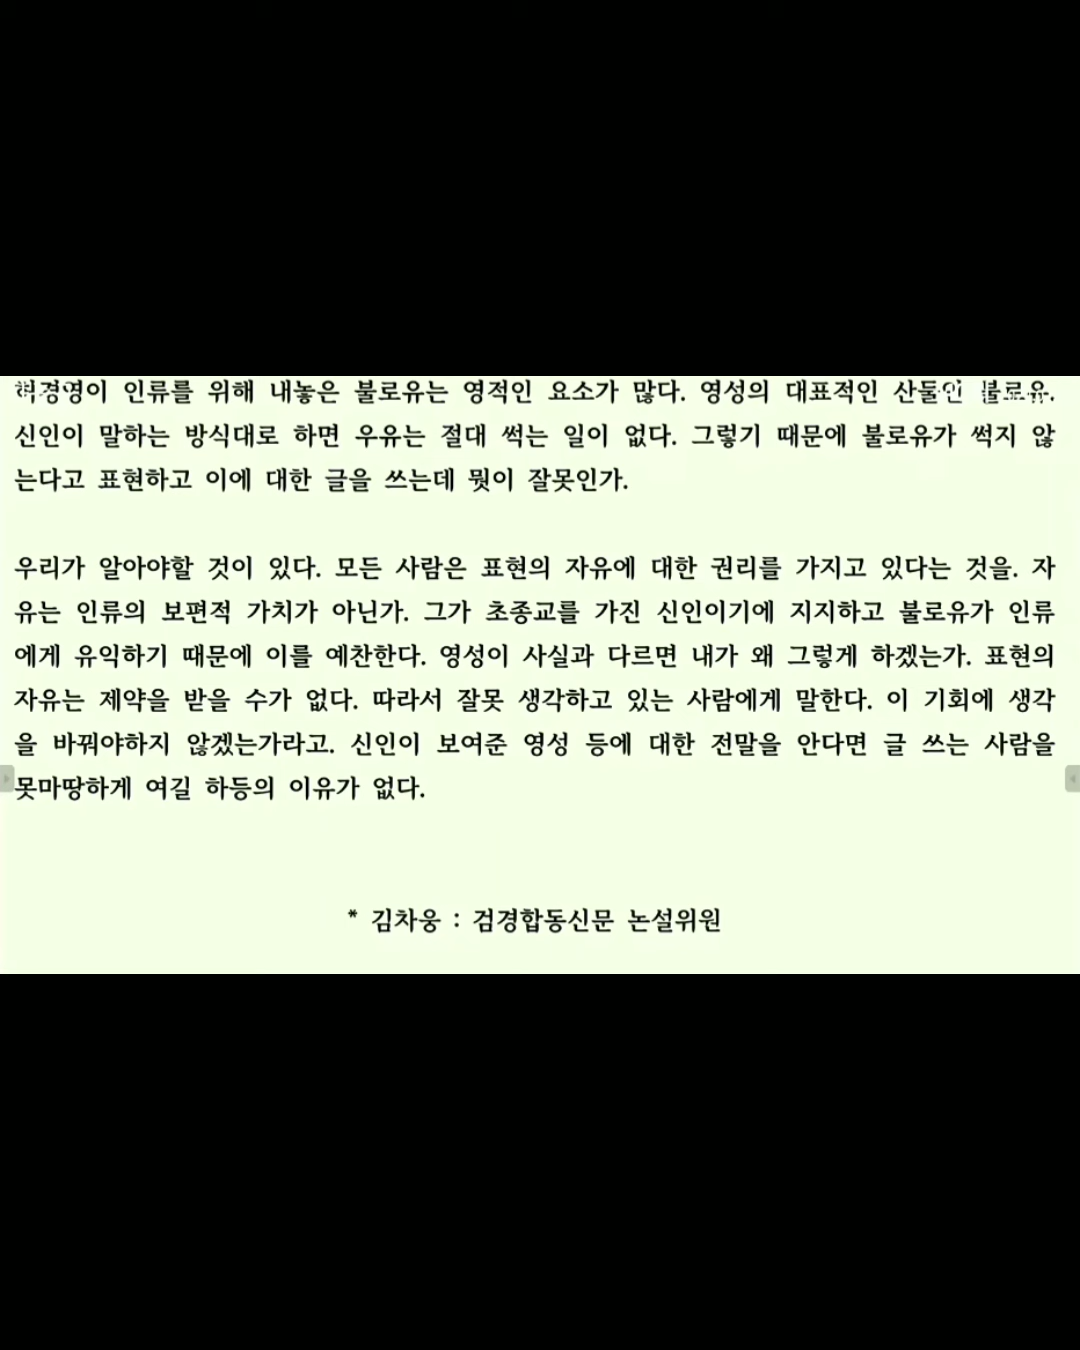 허경영이 인류를 위해 내놓은 불로유는 영적인 요소가 많다. 영성의 대표적인 산물인 불로유.
신인이 말하는 방식대로 하면 우유는 절대 썩는 일이 없다. 그렇기 때문에 불로유가 썩지 않
는다고 표현하고 이에 대한 글을 쓰는데 뭣이 잘못인가.
우리가 알아야할 것이 있다. 모든 사람은 표현의 자유에 대한 권리를 가지고 있다는 것을. 자
유는 인류의 보편적 가치가 아닌가. 그가 초종교를 가진 신인이기에 지지하고 불로유가 인류
에게 유익하기 때문에 이를 예찬한다. 영성이 사실과 다르면 내가 왜 그렇게 하겠는가. 표현의
자유는 제약을 받을 수가 없다. 따라서 잘못 생각하고 있는 사람에게 말한다. 이 기회에 생각
을 바꿔야하지 않겠는가라고. 신인이 보여준 영성 등에 대한 전말을 안다면 글 쓰는 사람을
못마땅하게 여길 하등의 이유가 없다.
* 김차웅 : 검경합동신문 논설위원